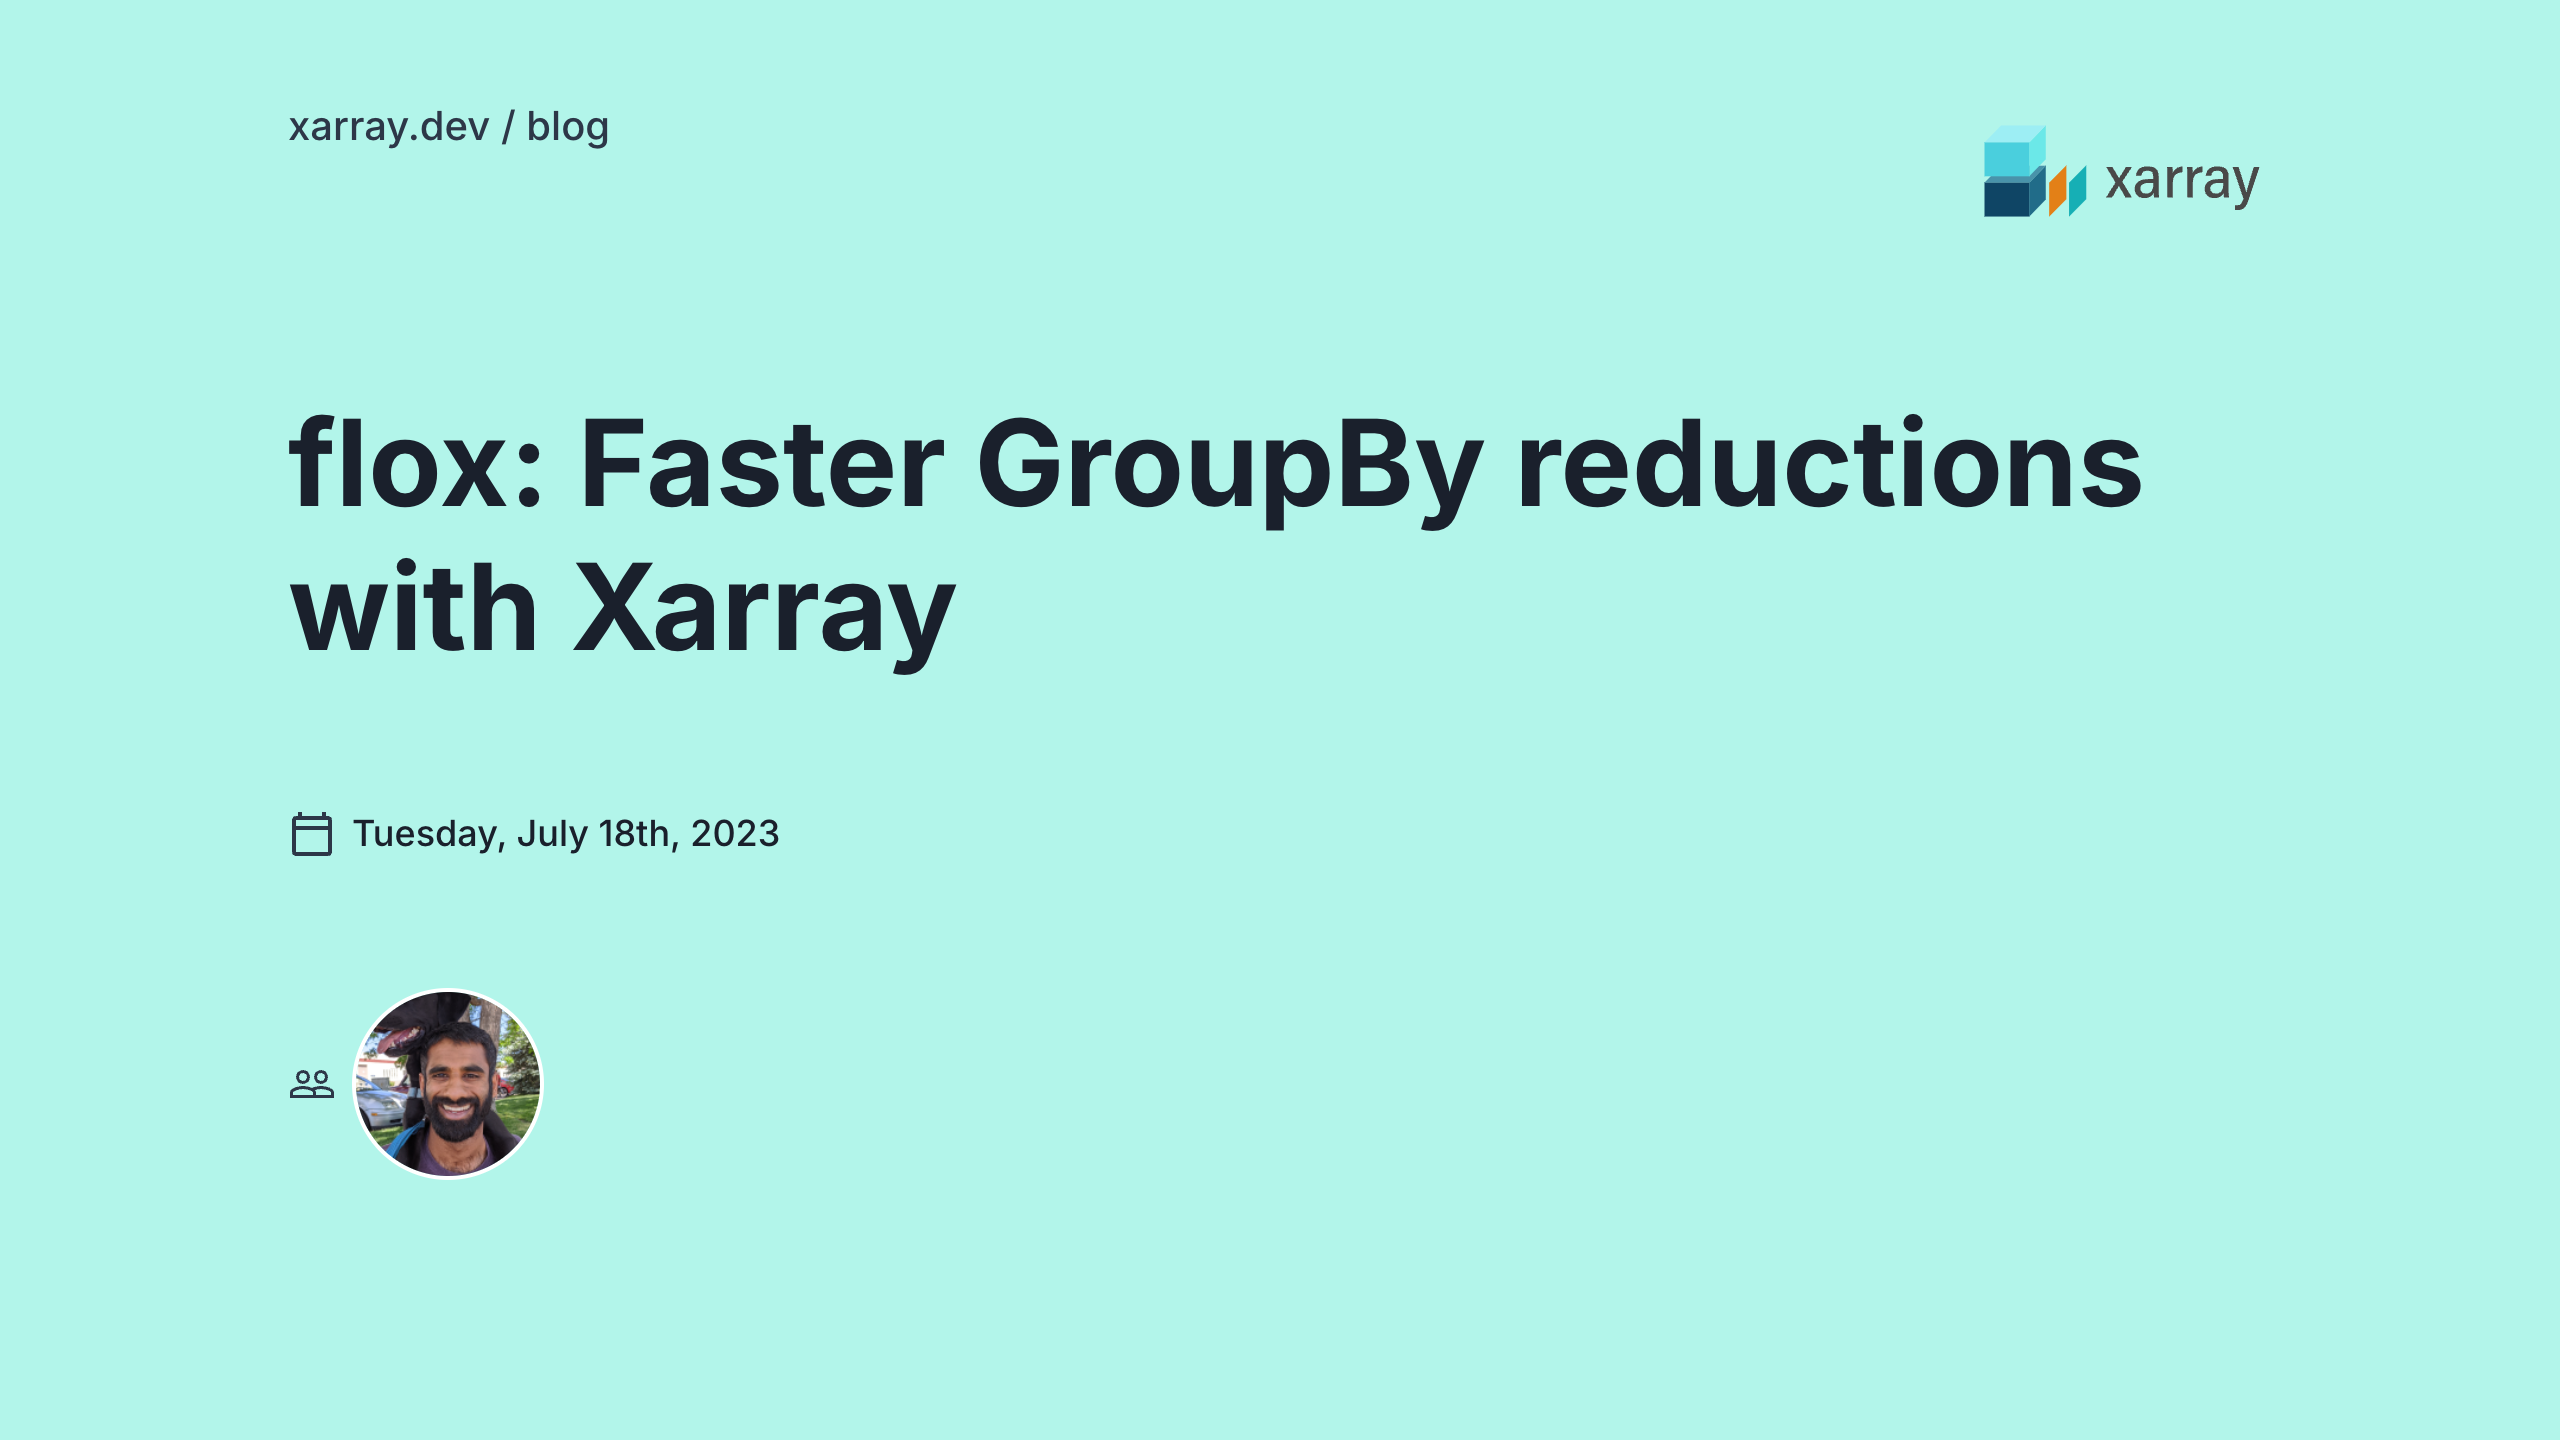 xarray.dev / blog
xarray
flox: Faster GroupBy reductions
with Xarray
Tuesday, July 18th, 2023